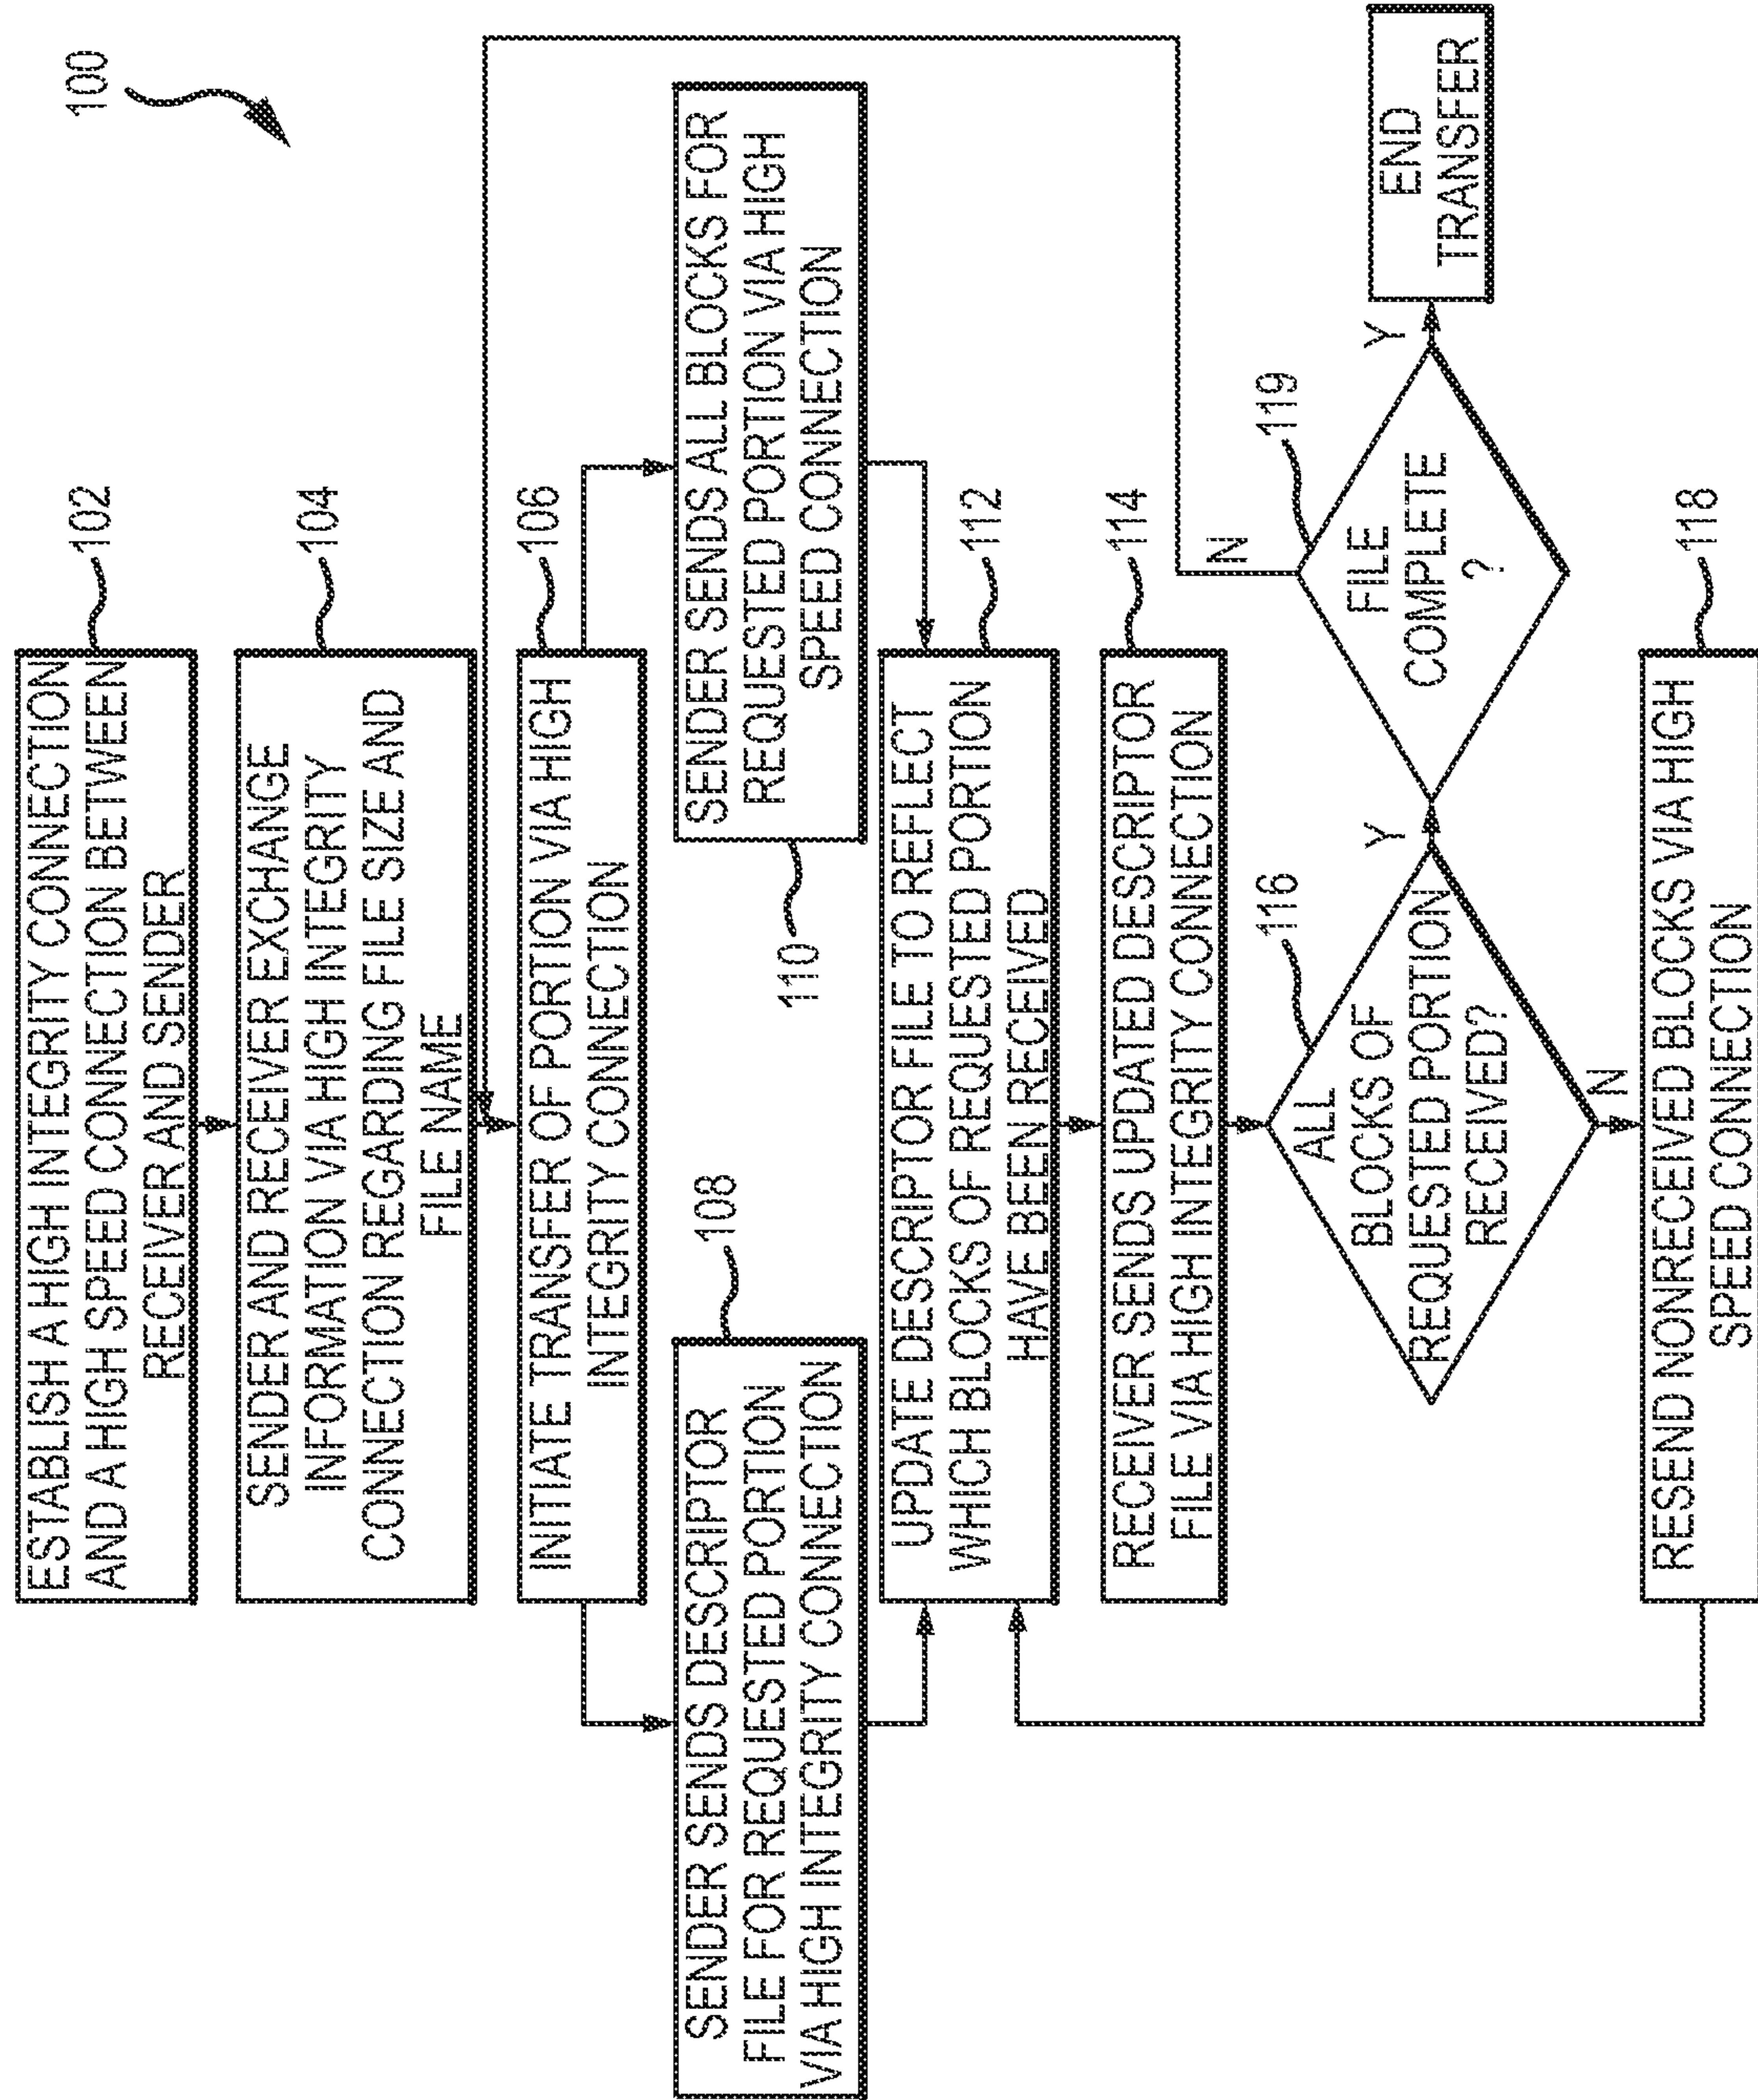 100
ESTABLISH A HIGH INTEGRITY CONNECTION
AND A HIGH SPEED CONNECTION BETWEEN
RECEIVER AND SENDER
102
SENDER AND RECEIVER EXCHANGE
INFORMATION VIA HIGH INTEGRITY
CONNECTION REGARDING FILE SIZE AND
FILE NAME
104
INITIATE TRANSFER OF PORTION VIA HIGH
INTEGRITY CONNECTION
106
SENDER SENDS DESCRIPTOR
FILE FOR REQUESTED PORTION
VIA HIGH INTEGRITY CONNECTION
108
SENDER SENDS ALL BLOCKS FOR
REQUESTED PORTION VIA HIGH
SPEED CONNECTION
110
UPDATE DESCRIPTOR FILE TO REFLECT
WHICH BLOCKS OF REQUESTED PORTION
HAVE BEEN RECEIVED
112
RECEIVER SENDS UPDATED DESCRIPTOR
FILE VIA HIGH INTEGRITY CONNECTION
114
ALL
BLOCKS OF
REQUESTED PORTION
RECEIVED?
116
Y
N
FILE
COMPLETE
?
119
N
Y
END
TRANSFER
RESEND NONRECEIVED BLOCKS VIA HIGH
SPEED CONNECTION
118